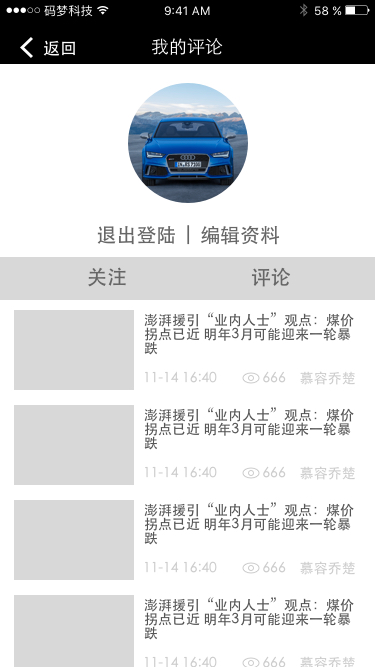 码梦科技 9:41 AM 58 %
返回 我的评论
退出登陆 | 编辑资料
关注 评论
澎湃援引“业内人士”观点：煤价
拐点已近 明年3月可能迎来一轮暴
跌
11-14 16:40 666 慕容乔楚
澎湃援引“业内人士”观点：煤价
拐点已近 明年3月可能迎来一轮暴
跌
11-14 16:40 666 慕容乔楚
澎湃援引“业内人士”观点：煤价
拐点已近 明年3月可能迎来一轮暴
跌
11-14 16:40 666 慕容乔楚
澎湃援引“业内人士”观点：煤价
拐点已近 明年3月可能迎来一轮暴
跌
11-14 16:40 666 慕容乔楚